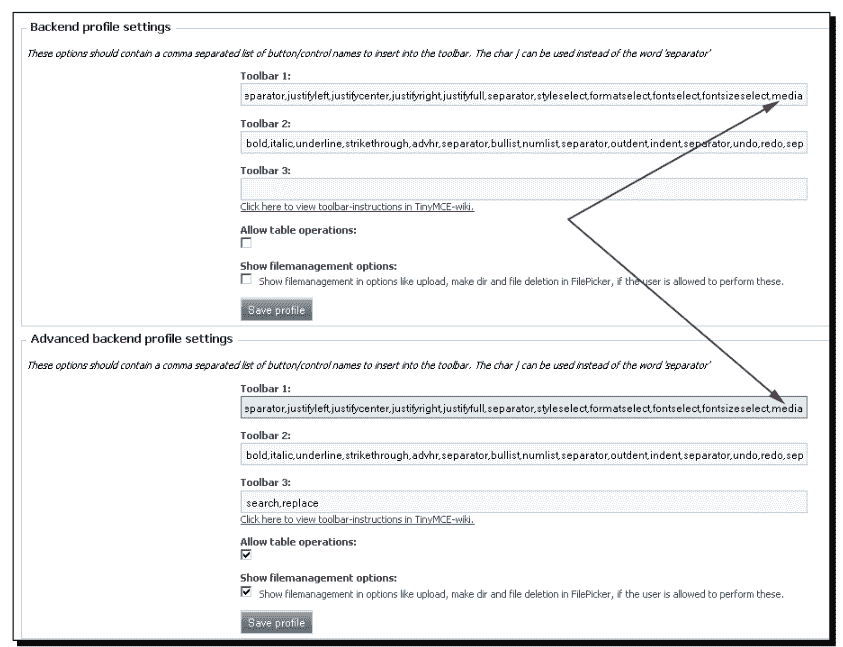 Backend profile settings
These options should contain a comma separated list of button/control names to insert into the toolbar. The char | can be used instead of the word 'separator'
Toolbar 1:
eparator,justifyleft,justifycenter,justifyright,justifyfull,separator,styleselect,formatselect,fontselect,fontsizeselect,media
Toolbar 2:
bold,italic,underline,strikethrough,advhr,separator,bullist,numlist,separator,outdent,indent,separator,undo,redo,sep
Toolbar 3:
Click here to view toolbar-instructions in TinyMCE-wiki.
Allow table operations:
Show filemanagement options:
Show filemanagement in options like upload, make dir and file deletion in FilePicker, if the user is allowed to perform these.
Save profile
Advanced backend profile settings
These options should contain a comma separated list of button/control names to insert into the toolbar. The char | can be used instead of the word 'separator'
Toolbar 1:
eparator,justifyleft,justifycenter,justifyright,justifyfull,separator,styleselect,formatselect,fontselect,fontsizeselect,media
Toolbar 2:
bold,italic,underline,strikethrough,advhr,separator,bullist,numlist,separator,outdent,indent,separator,undo,redo,sep
Toolbar 3:
search,replace
Click here to view toolbar-instructions in TinyMCE-wiki.
Allow table operations:
Show filemanagement options:
Show filemanagement in options like upload, make dir and file deletion in FilePicker, if the user is allowed to perform these.
Save profile